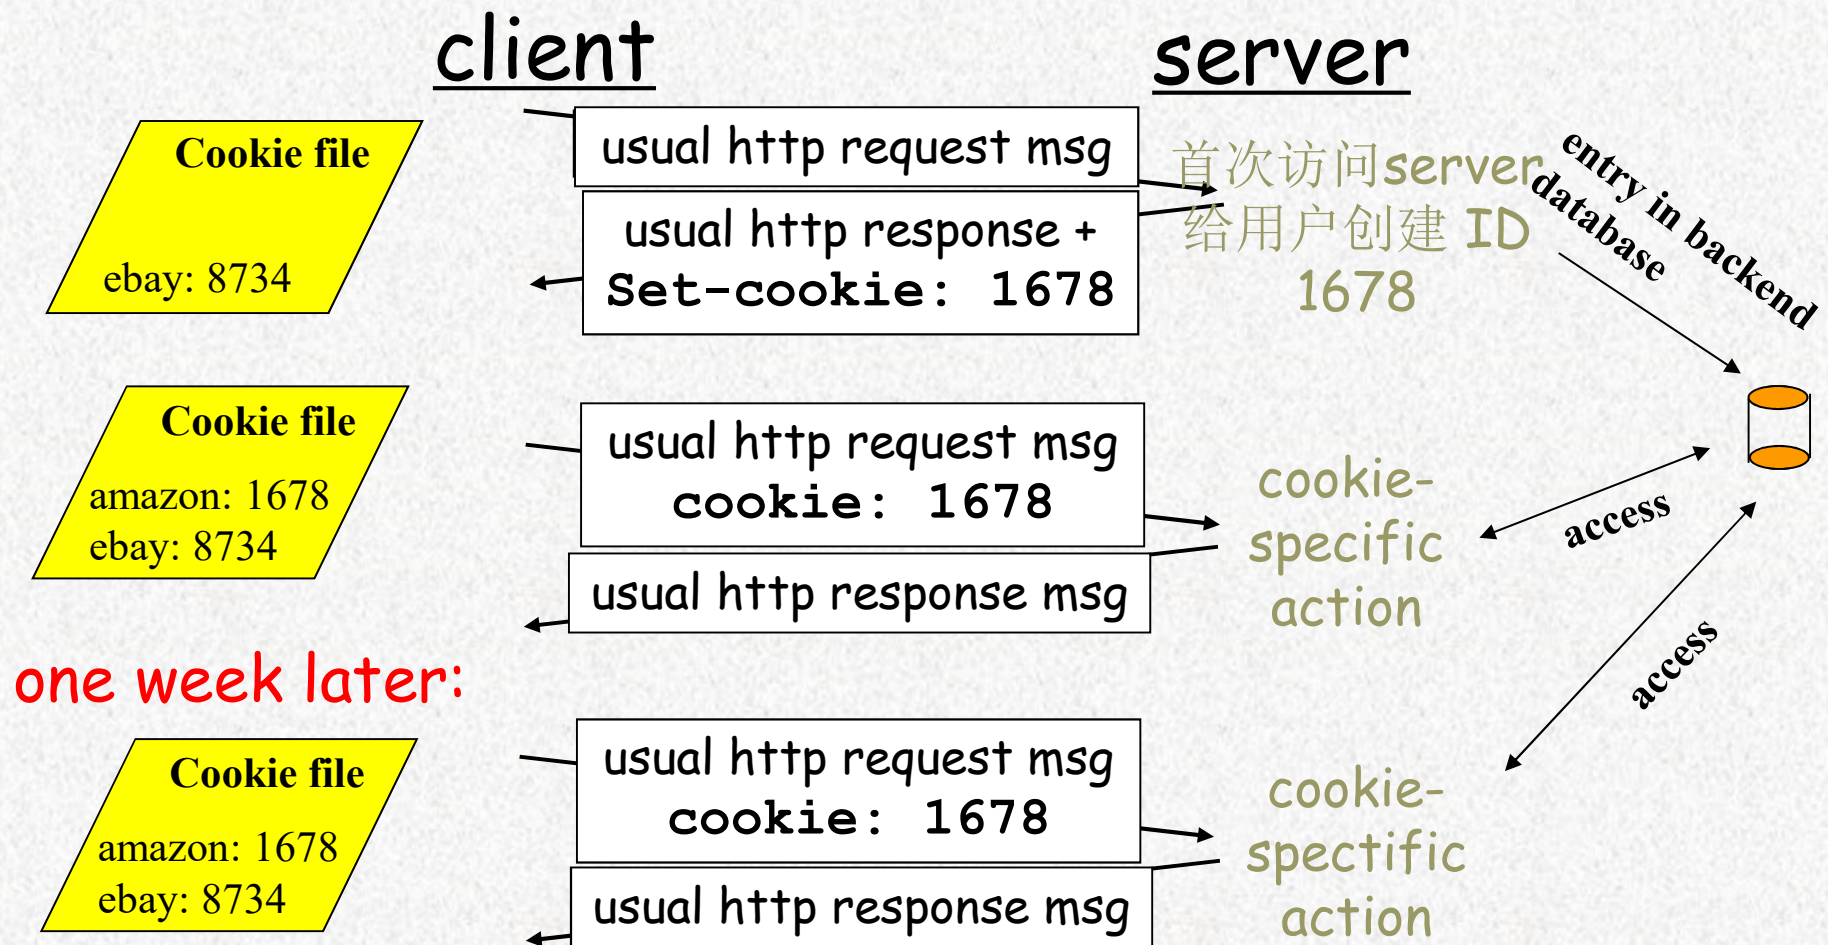 client
server
Cookie file
ebay: 8734
usual http request msg
usual http response +
Set-cookie: 1678
首次访问server
给用户创建 ID
1678
entry in backend
database
Cookie file
amazon: 1678
ebay: 8734
usual http request msg
cookie: 1678
usual http response msg
cookie-
specific
action
access
access
one week later:
Cookie file
amazon: 1678
ebay: 8734
usual http request msg
cookie: 1678
usual http response msg
cookie-
spectific
action